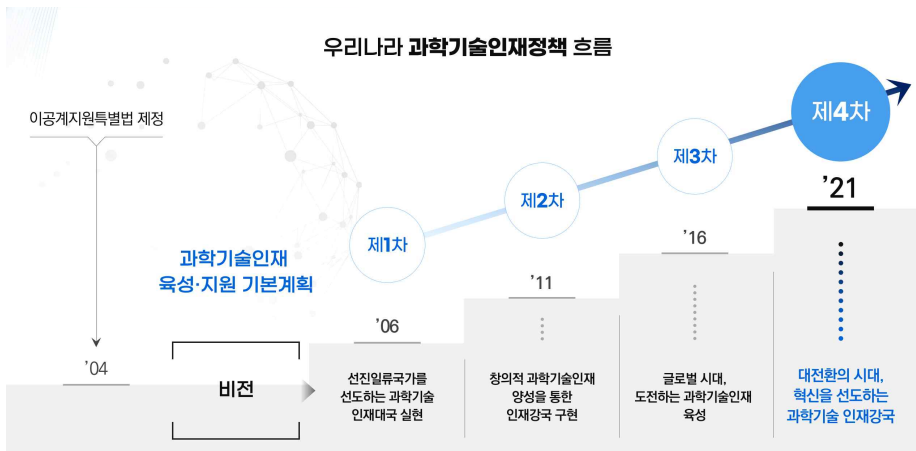 우리나라 과학기술인재정책 흐름
이공계지원특별법 제정
제4차
제3차
제2차
제1차
’21
’16
’11
’06
’04
과학기술인재
육성·지원 기본계획
비전
선진일류국가를
선도하는 과학기술
인재대국 실현
창의적 과학기술인재
양성을 통한
인재강국 구현
글로벌 시대,
도전하는 과학기술인재
육성
대전환의 시대,
혁신을 선도하는
과학기술 인재강국